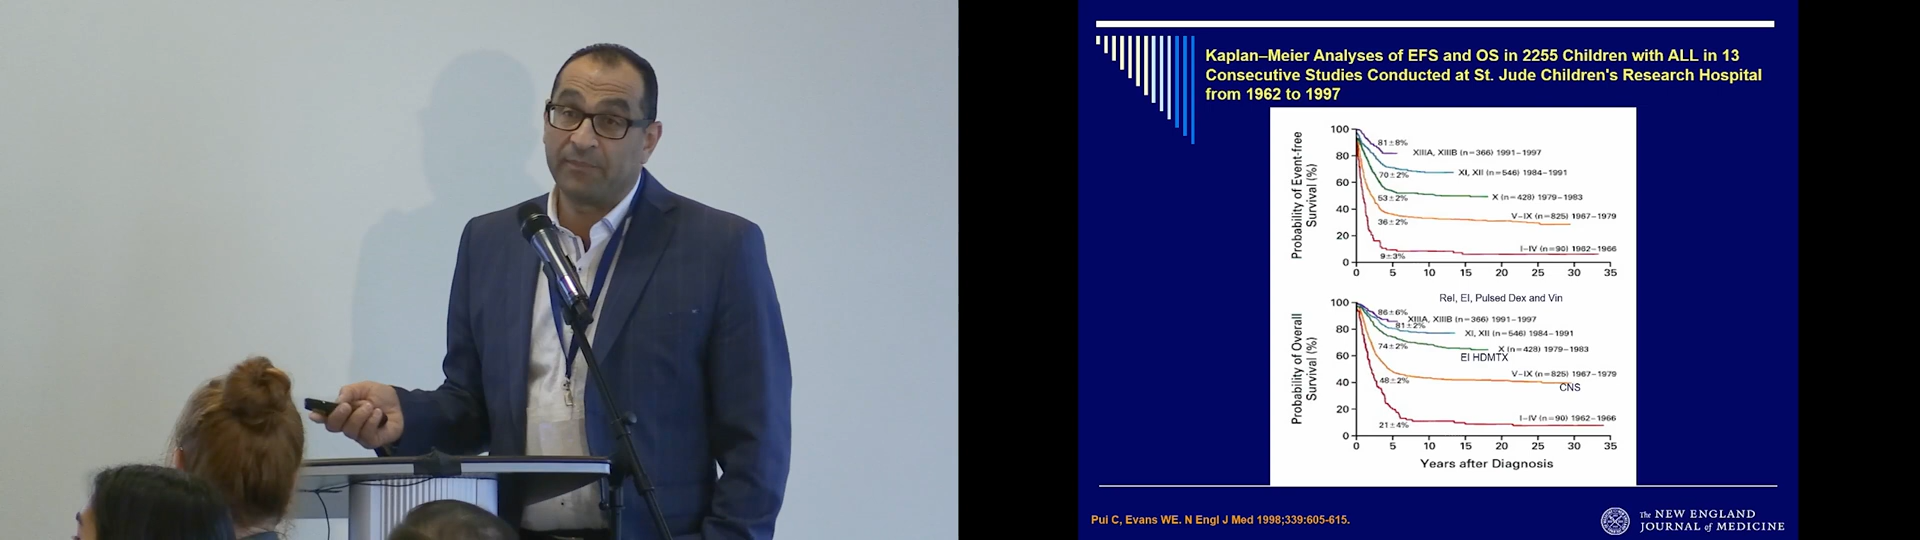 Kaplan–Meier Analyses of EFS and OS in 2255 Children with ALL in 13
Consecutive Studies Conducted at St. Jude Children's Research Hospital
from 1962 to 1997
Probability of Event-free
Survival (%)
100
80
60
40
20
0
81±8%
XIIIA, XIIIB (n=366) 1991–1997
70±2%
XI, XII (n=546) 1984–1991
53±2%
X (n=428) 1979–1983
36±2%
V–IX (n=825) 1967–1979
9±3%
I–IV (n=90) 1962–1966
0 5 10 15 20 25 30 35
Rel, EI, Pulsed Dex and Vin
Probability of Overall
Survival (%)
100
80
60
40
20
0
86±6%
XIIIA, XIIIB (n=366) 1991–1997
81±2%
XI, XII (n=546) 1984–1991
74±2%
X (n=428) 1979–1983
EI HDMTX
48±2%
V–IX (n=825) 1967–1979
CNS
21±4%
I–IV (n=90) 1962–1966
0 5 10 15 20 25 30 35
Years after Diagnosis
Pui C, Evans WE. N Engl J Med 1998;339:605-615.
The NEW ENGLAND
JOURNAL of MEDICINE